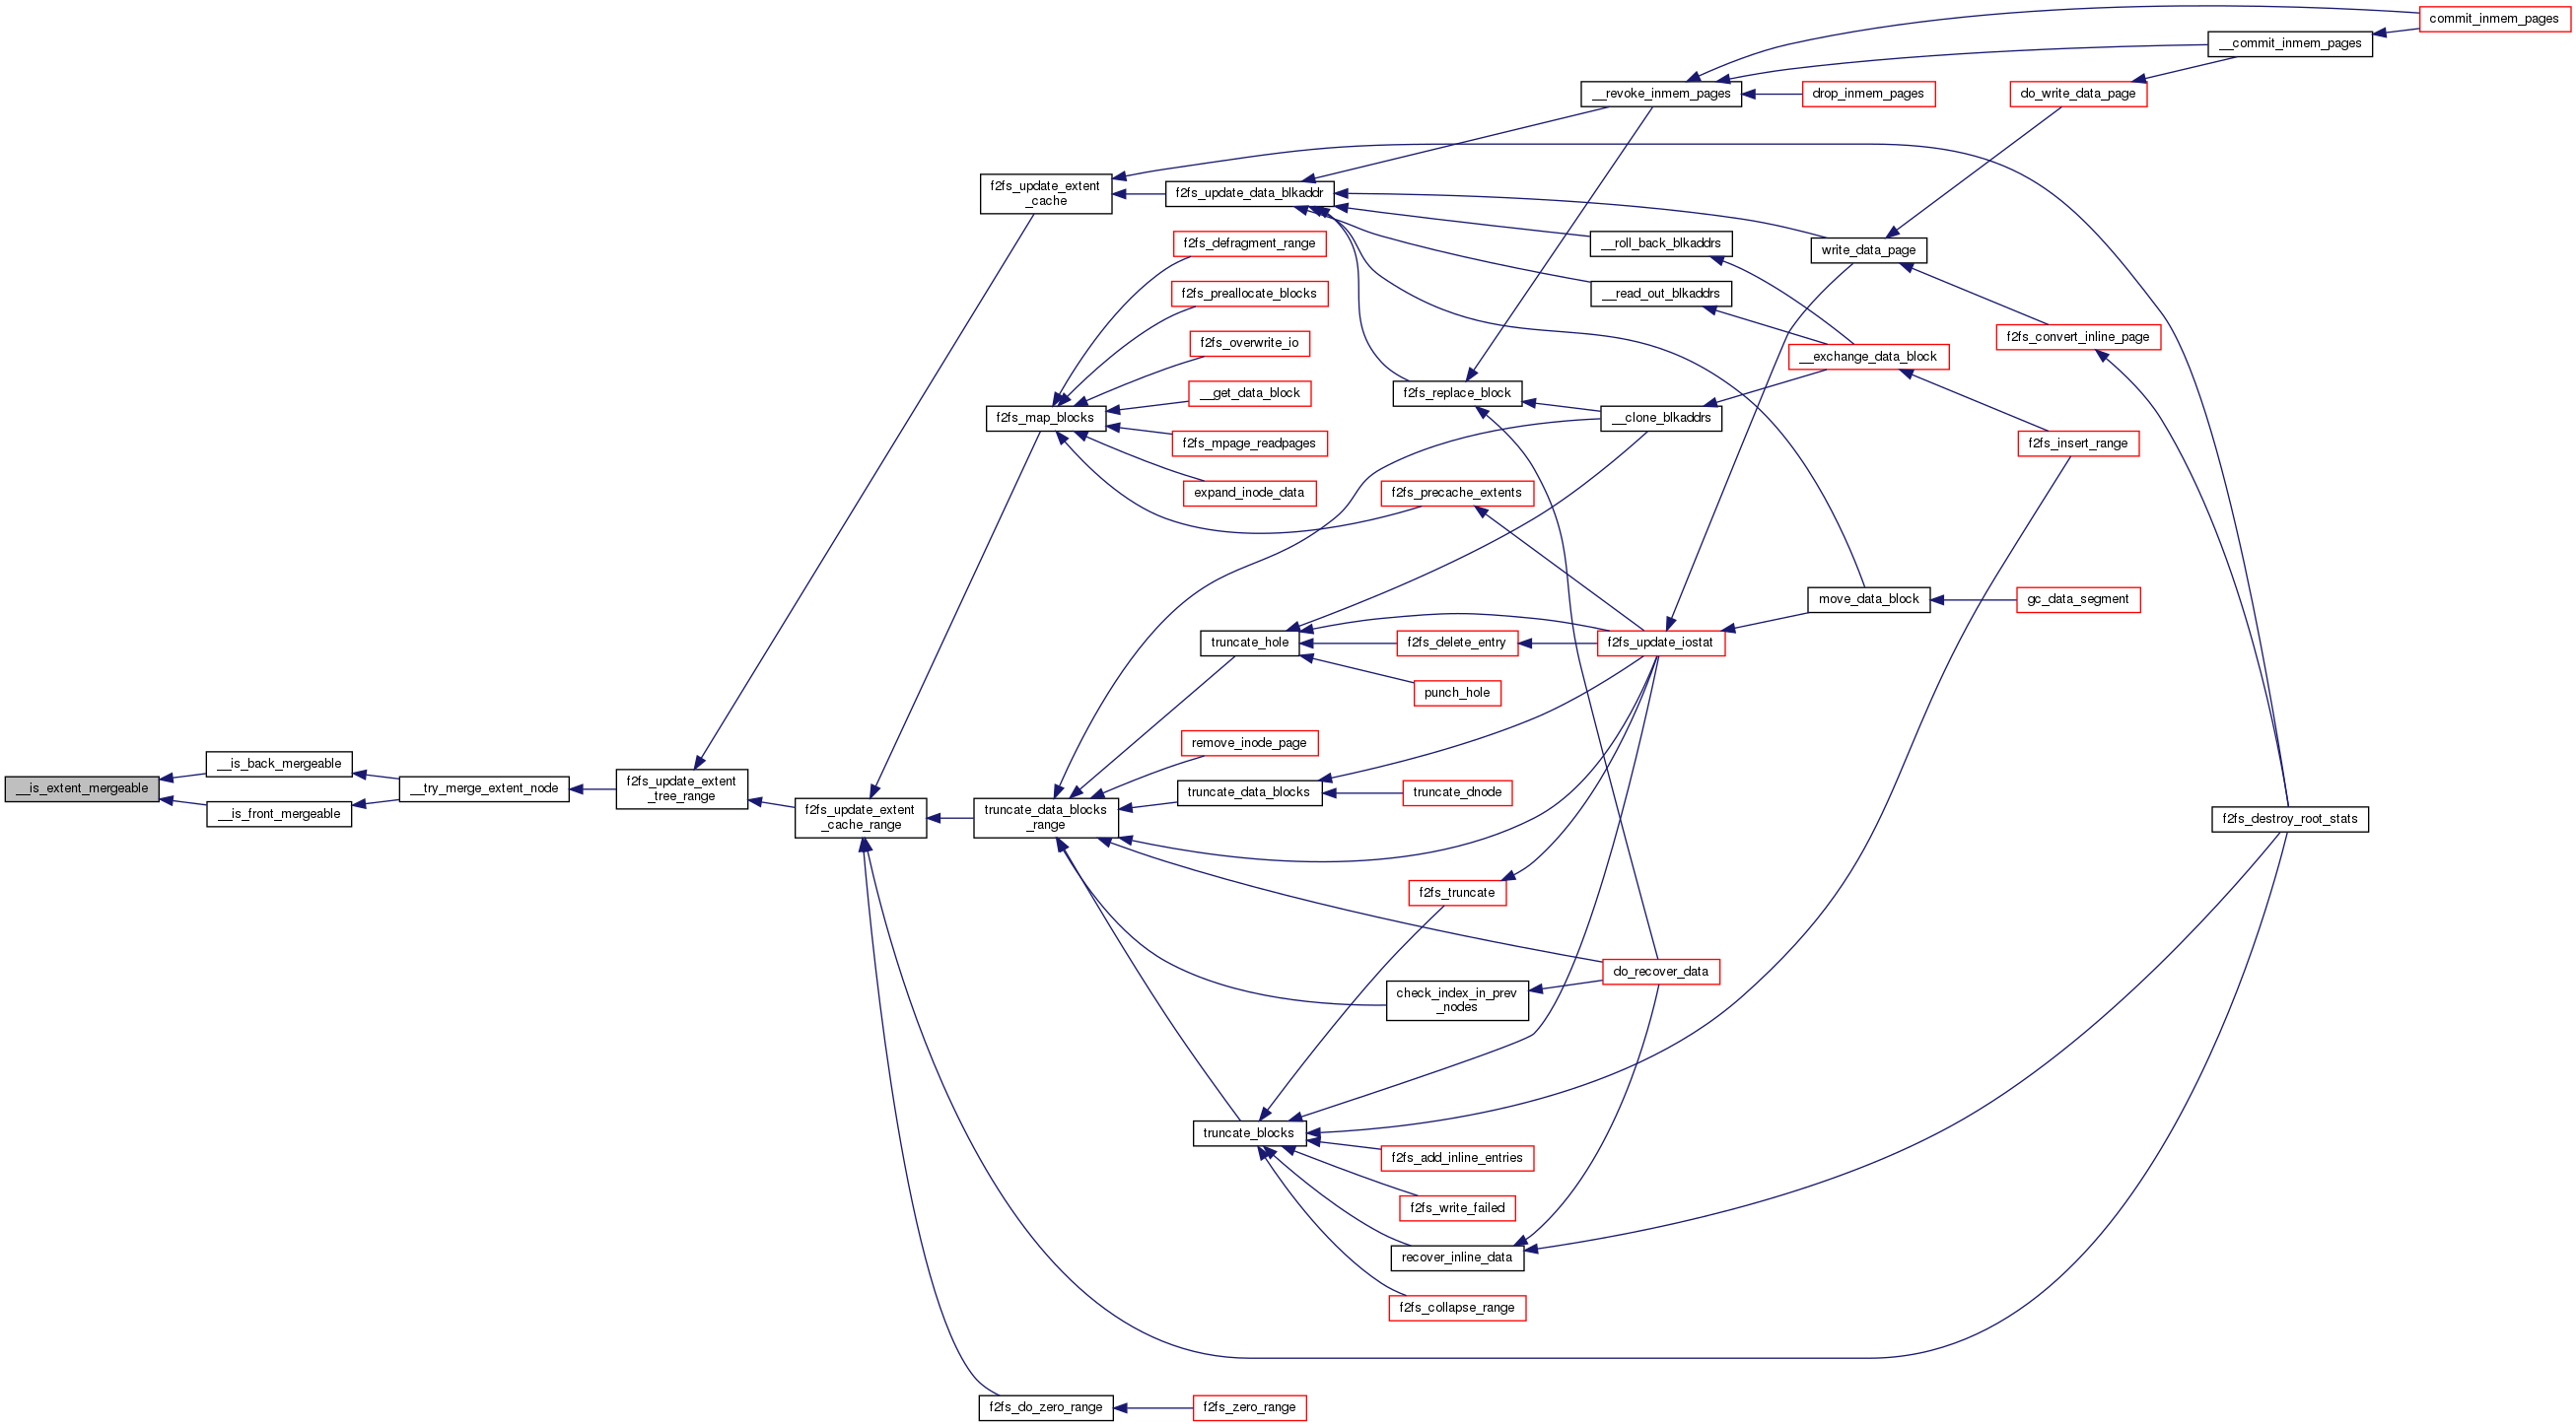 commit_inmem_pages
__commit_inmem_pages
__revoke_inmem_pages
drop_inmem_pages
do_write_data_page
f2fs_update_extent
_cache
f2fs_update_data_blkaddr
f2fs_defragment_range
__roll_back_blkaddrs
write_data_page
f2fs_preallocate_blocks
__read_out_blkaddrs
f2fs_overwrite_io
f2fs_convert_inline_page
__exchange_data_block
__get_data_block
f2fs_replace_block
f2fs_map_blocks
__clone_blkaddrs
f2fs_mpage_readpages
f2fs_insert_range
expand_inode_data
f2fs_precache_extents
move_data_block
gc_data_segment
truncate_hole
f2fs_delete_entry
f2fs_update_iostat
punch_hole
remove_inode_page
__is_back_mergeable
__is_extent_mergeable
__try_merge_extent_node
f2fs_update_extent
_tree_range
truncate_data_blocks
truncate_dnode
__is_front_mergeable
f2fs_update_extent
_cache_range
truncate_data_blocks
_range
f2fs_destroy_root_stats
f2fs_truncate
do_recover_data
check_index_in_prev
_nodes
truncate_blocks
f2fs_add_inline_entries
f2fs_write_failed
recover_inline_data
f2fs_collapse_range
f2fs_do_zero_range
f2fs_zero_range